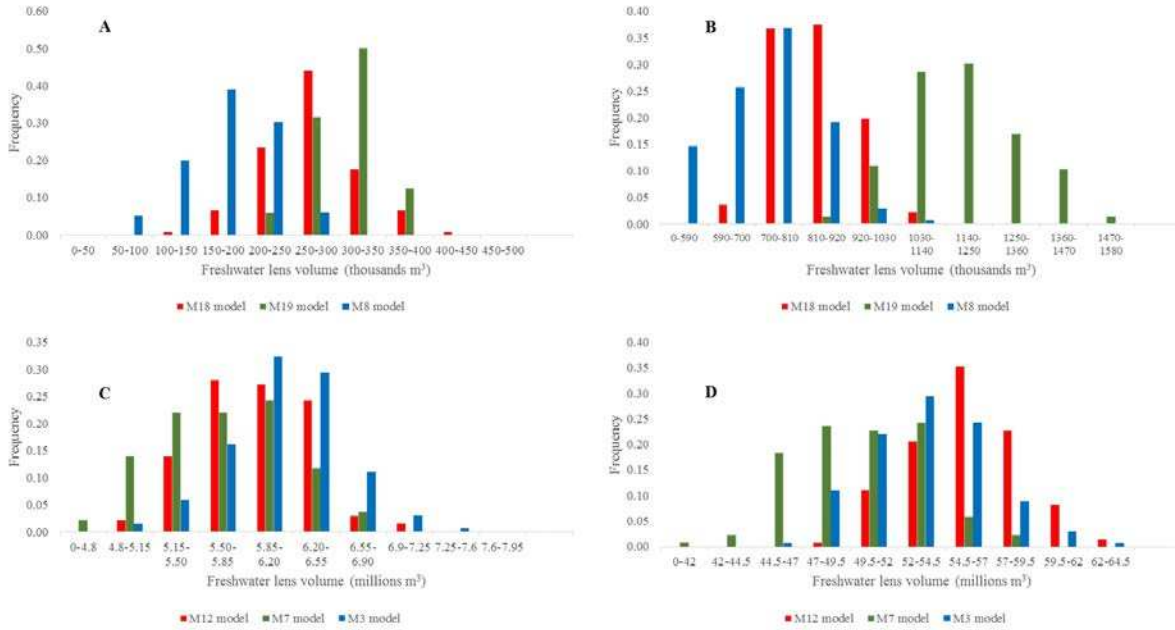 A
0.60
0.50
0.40
0.30
0.20
0.10
0.00
Frequency
0-50 50-100 100-150 150-200 200-250 250-300 300-350 350-400 400-450 450-500
Freshwater lens volume (thousands m³)
M18 model M19 model M8 model
B
0.40
0.35
0.30
0.25
0.20
0.15
0.10
0.05
0.00
Frequency
0-590 590-700 700-810 810-920 920-1030 1030-1140 1140-1250 1250-1360 1360-1470 1470-1580
Freshwater lens volume (thousands m³)
M18 model M19 model M8 model
C
0.35
0.30
0.25
0.20
0.15
0.10
0.05
0.00
Frequency
0-4.8 4.8-5.15 5.15-5.50 5.50-5.85 5.85-6.20 6.20-6.55 6.55-6.90 6.9-7.25 7.25-7.6 7.6-7.95
Freshwater lens volume (millions m³)
M12 model M7 model M3 model
D
0.40
0.35
0.30
0.25
0.20
0.15
0.10
0.05
0.00
Frequency
0-42 42-44.5 44.5-47 47-49.5 49.5-52 52-54.5 54.5-57 57-59.5 59.5-62 62-64.5
Freshwater lens volume (millions m³)
M12 model M7 model M3 model